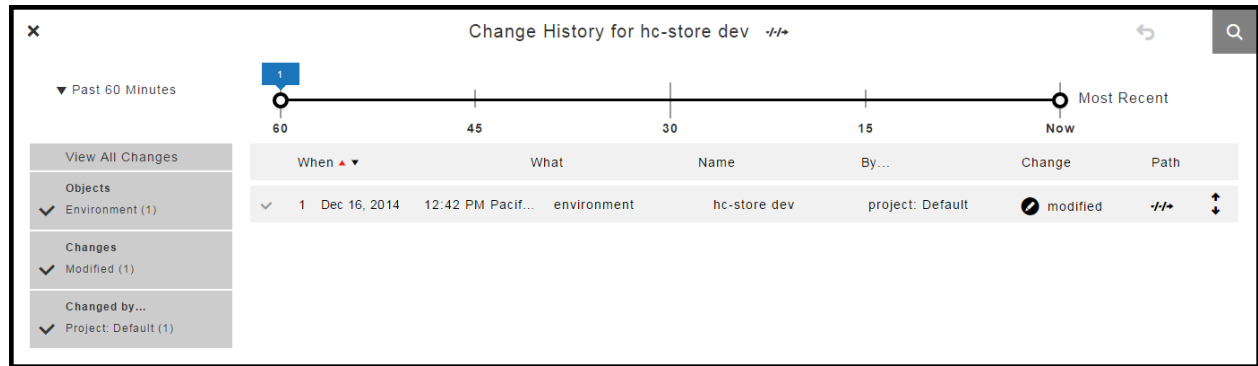 Change History for hc-store dev
Past 60 Minutes
1
Most Recent
60 45 30 15 Now
View All Changes
Objects
Environment (1)
Changes
Modified (1)
Changed by...
Project: Default (1)
When What Name By... Change Path
1 Dec 16, 2014 12:42 PM Pacif... environment hc-store dev project: Default modified